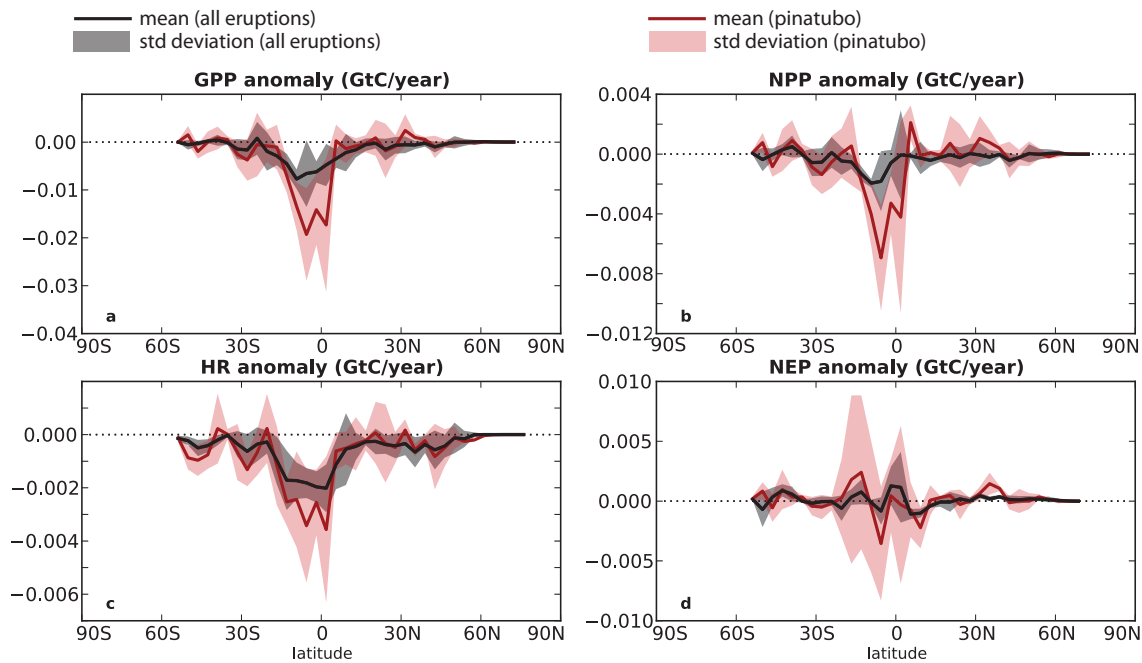 mean (all eruptions) mean (pinatubo)
std deviation (all eruptions) std deviation (pinatubo)
GPP anomaly (GtC/year) NPP anomaly (GtC/year)
0.00
−0.01
−0.02
−0.03
−0.04
a
90S 60S 30S 0 30N 60N 90N
0.004
0.000
−0.004
−0.008
−0.012
b
90S 60S 30S 0 30N 60N 90N
HR anomaly (GtC/year) NEP anomaly (GtC/year)
0.000
−0.002
−0.004
−0.006
c
90S 60S 30S 0 30N 60N 90N
latitude
0.010
0.005
0.000
−0.005
−0.010
d
90S 60S 30S 0 30N 60N 90N
latitude